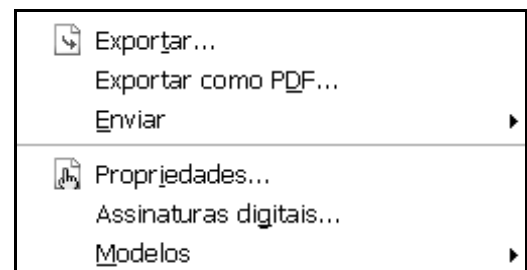 Exportar...
Exportar como PDF...
Enviar
Propriedades...
Assinaturas digitais...
Modelos